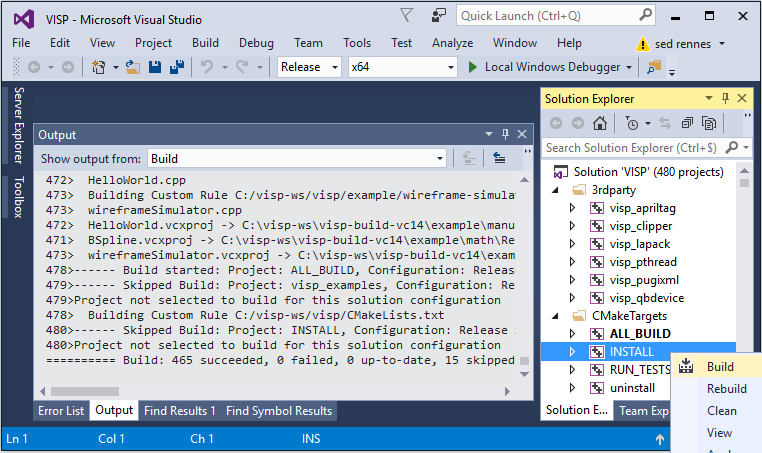 VISP - Microsoft Visual Studio
Quick Launch (Ctrl+Q)
File Edit View Project Build Debug Team Tools Test Analyze Window Help sed rennes
Release x64 Local Windows Debugger
Server Explorer
Toolbox
Output
Show output from: Build
472> HelloWorld.cpp
473> Building Custom Rule C:/visp-ws/visp/example/wireframe-simula
473> wireframeSimulator.cpp
472> HelloWorld.vcxproj -> C:\visp-ws\visp-build-vc14\example\manu
471> BSpline.vcxproj -> C:\visp-ws\visp-build-vc14\example\math\Re
473> wireframeSimulator.vcxproj -> C:\visp-ws\visp-build-vc14\exam
478>------ Build started: Project: ALL_BUILD, Configuration: Releas
479>------ Skipped Build: Project: visp_examples, Configuration: Re
479>Project not selected to build for this solution configuration
478> Building Custom Rule C:/visp-ws/visp/CMakeLists.txt
480>------ Skipped Build: Project: INSTALL, Configuration: Release
480>Project not selected to build for this solution configuration
========== Build: 465 succeeded, 0 failed, 0 up-to-date, 15 skipped
Error List Output Find Results 1 Find Symbol Results
Solution Explorer
Search Solution Explorer (Ctrl+$)
Solution 'VISP' (480 projects)
3rdparty
visp_apriltag
visp_clipper
visp_lapack
visp_pthread
visp_pugixml
visp_qbdevice
CMakeTargets
ALL_BUILD
INSTALL
RUN_TESTS
uninstall
Solution E... Team Exp
Build
Rebuild
Clean
View
Ln 1 Col 1 Ch 1 INS